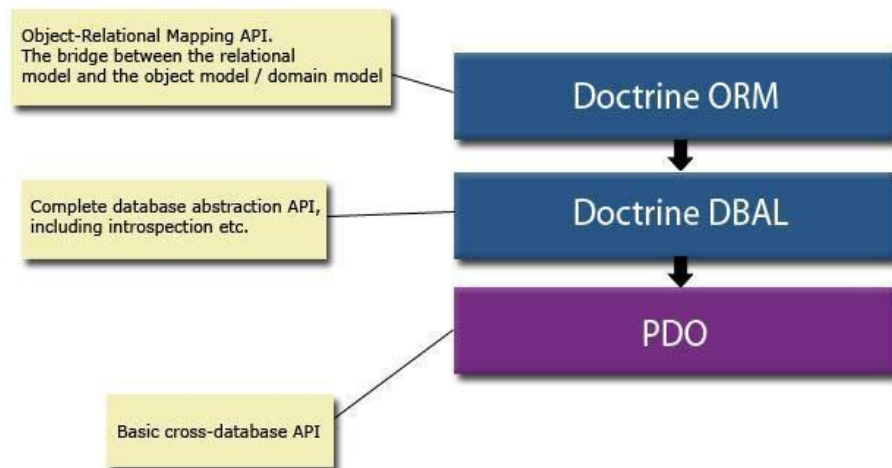 Object-Relational Mapping API.
The bridge between the relational
model and the object model / domain model
Doctrine ORM
Complete database abstraction API,
including introspection etc.
Doctrine DBAL
PDO
Basic cross-database API